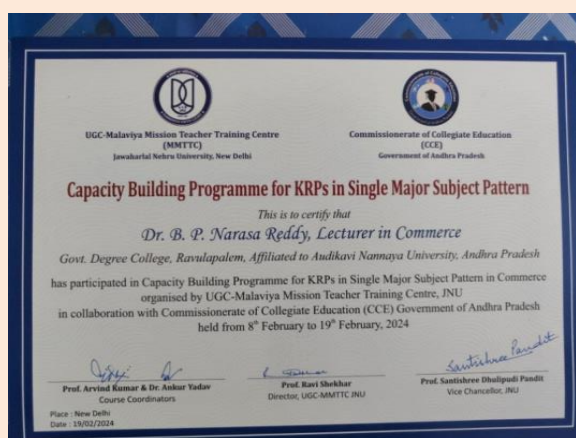 UGC-Malaviya Mission Teacher Training Centre
(MMTTC)
Jawaharlal Nehru University, New Delhi
Commissionerate of Collegiate Education
(CCE)
Government of Andhra Pradesh
Capacity Building Programme for KRPs in Single Major Subject Pattern
This is to certify that
Dr. B. P. Narasa Reddy, Lecturer in Commerce
Govt. Degree College, Ravulapalem, Affiliated to Audikavi Nannaya University, Andhra Pradesh
has participated in Capacity Building Programme for KRPs in Single Major Subject Pattern in Commerce
organised by UGC-Malaviya Mission Teacher Training Centre, JNU
in collaboration with Commissionerate of Collegiate Education (CCE) Government of Andhra Pradesh
held from 8th February to 19th February, 2024
Santishree Pandit
Prof. Arvind Kumar & Dr. Ankur Yadav
Course Coordinators
Prof. Ravi Shekhar
Director, UGC-MMTTC JNU
Prof. Santishree Dhulipudi Pandit
Vice Chancellor, JNU
Place : New Delhi
Date : 19/02/2024